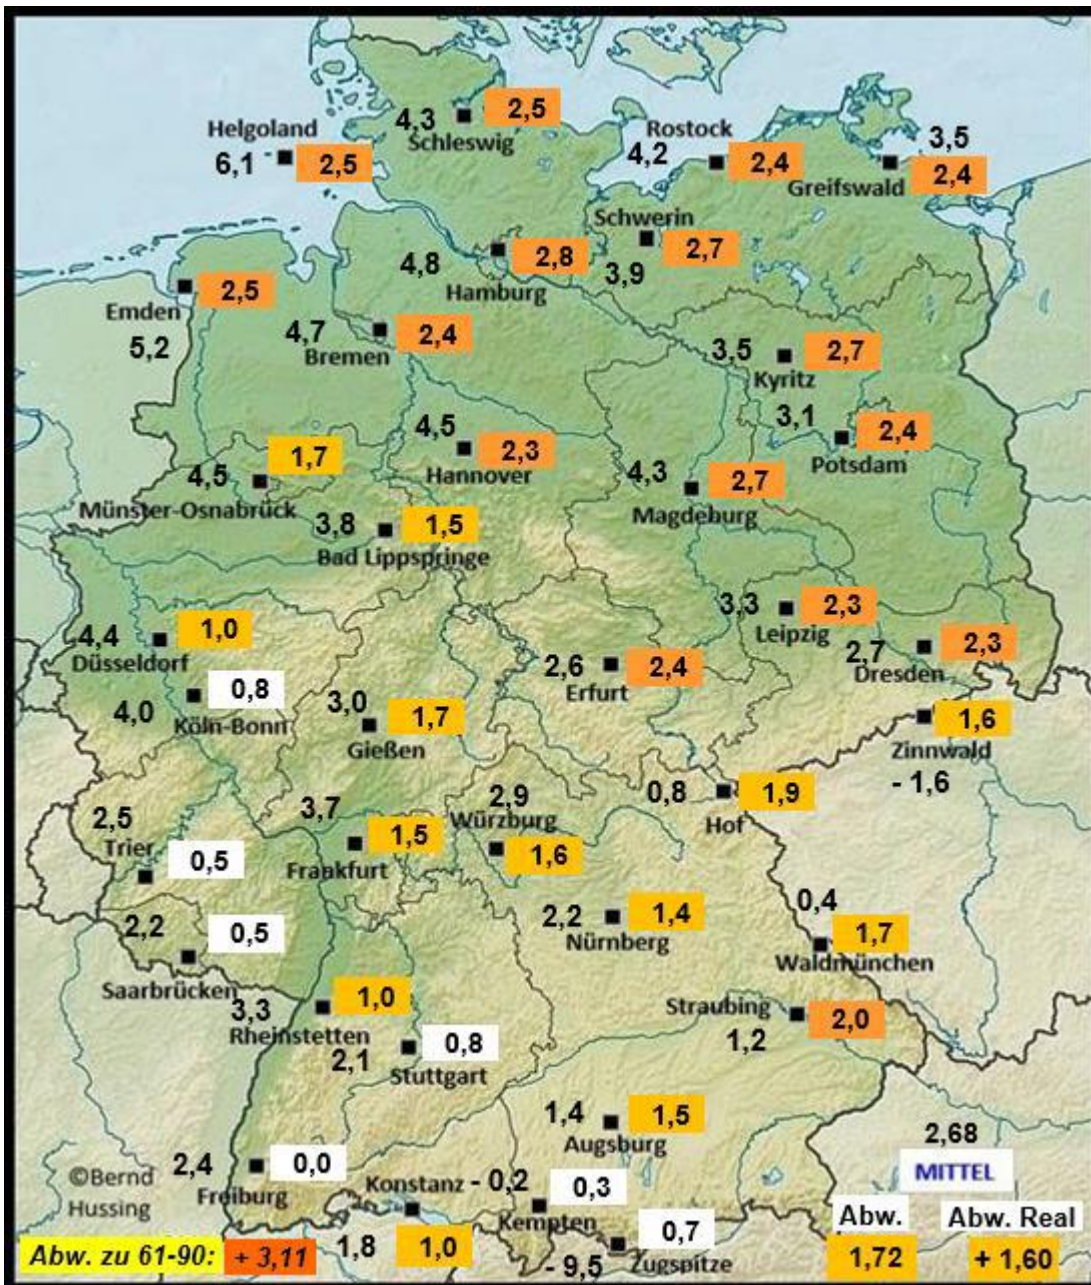 4,3
2,5
Schleswig
Helgoland
6,1
2,5
Rostock
4,2
2,4
3,5
Greifswald
2,4
Schwerin
3,9
2,7
4,8
2,8
Hamburg
2,5
Emden
5,2
4,7
2,4
Bremen
3,5
2,7
Kyritz
3,1
2,4
Potsdam
4,5
2,3
Hannover
1,7
4,5
Münster-Osnabrück
4,3
2,7
Magdeburg
3,8
1,5
Bad Lippspringe
3,3
2,3
Leipzig
4,4
1,0
Düsseldorf
2,6
2,4
Erfurt
2,7
2,3
Dresden
0,8
4,0
Köln-Bonn
3,0
1,7
Gießen
1,6
Zinnwald
- 1,6
0,8
1,9
Hof
2,5
Trier
0,5
3,7
1,5
Frankfurt
2,9
Würzburg
1,6
2,2
1,4
Nürnberg
0,4
1,7
Waldmünchen
2,2
0,5
Saarbrücken
3,3
1,0
Rheinstetten
Straubing
2,0
1,2
2,1
0,8
Stuttgart
1,4
1,5
Augsburg
2,4
0,0
Freiburg
Konstanz
1,8
1,0
- 0,2
0,3
Kempten
0,7
Zugspitze
- 9,5
©Bernd
Hussing
Abw. zu 61-90: + 3,11
2,68
MITTEL
Abw. Abw. Real
1,72 + 1,60